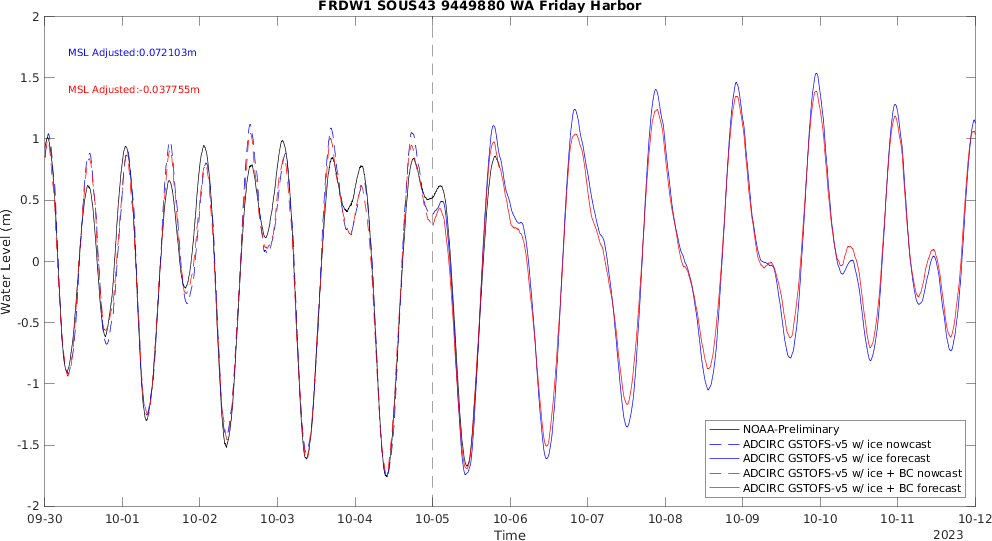 FRDW1 SOUS43 9449880 WA Friday Harbor
MSL Adjusted:0.072103m
MSL Adjusted:-0.037755m
Water Level (m)
2
1.5
1
0.5
0
-0.5
-1
-1.5
-2
NOAA-Preliminary
ADCIRC GSTOFS-v5 w/ ice nowcast
ADCIRC GSTOFS-v5 w/ ice forecast
ADCIRC GSTOFS-v5 w/ ice + BC nowcast
ADCIRC GSTOFS-v5 w/ ice + BC forecast
09-30 10-01 10-02 10-03 10-04 10-05 10-06 10-07 10-08 10-09 10-10 10-11 10-12
Time
2023